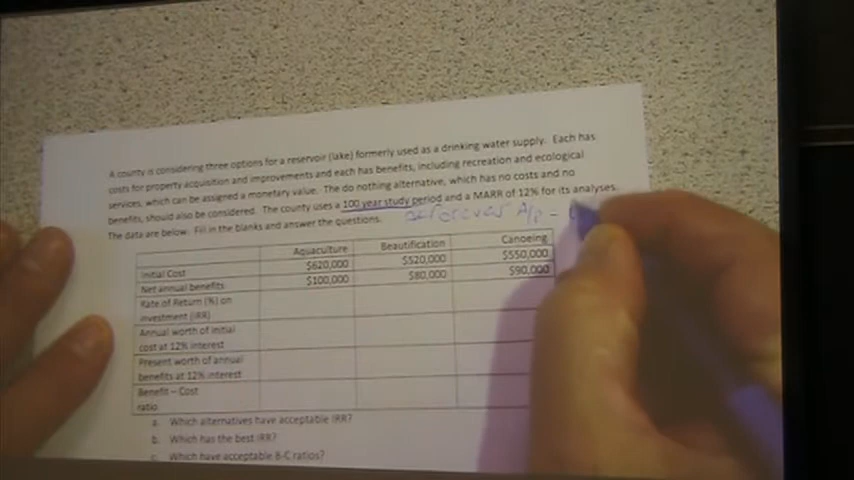 A county is considering three options for a reservoir (lake) formerly used as a drinking water supply. Each has
costs for property acquisition and improvements and each has benefits, including recreation and ecological
services, which can be assigned a monetary value. The do nothing alternative, which has no costs and no
benefits, should also be considered. The county uses a 100 year study period and a MARR of 12% for its analyses.
The data are below. Fill in the blanks and answer the questions. forever A/P =
Aquaculture Beautification Canoeing
Initial Cost $620,000 $520,000 $550,000
Net annual benefits $100,000 $80,000 $90,000
Rate of Return (%) on
investment (IRR)
Annual worth of initial
cost at 12% interest
Present worth of annual
benefits at 12% interest
Benefit – Cost
ratio
a. Which alternatives have acceptable IRR?
b. Which has the best IRR?
c. Which have acceptable B-C ratios?